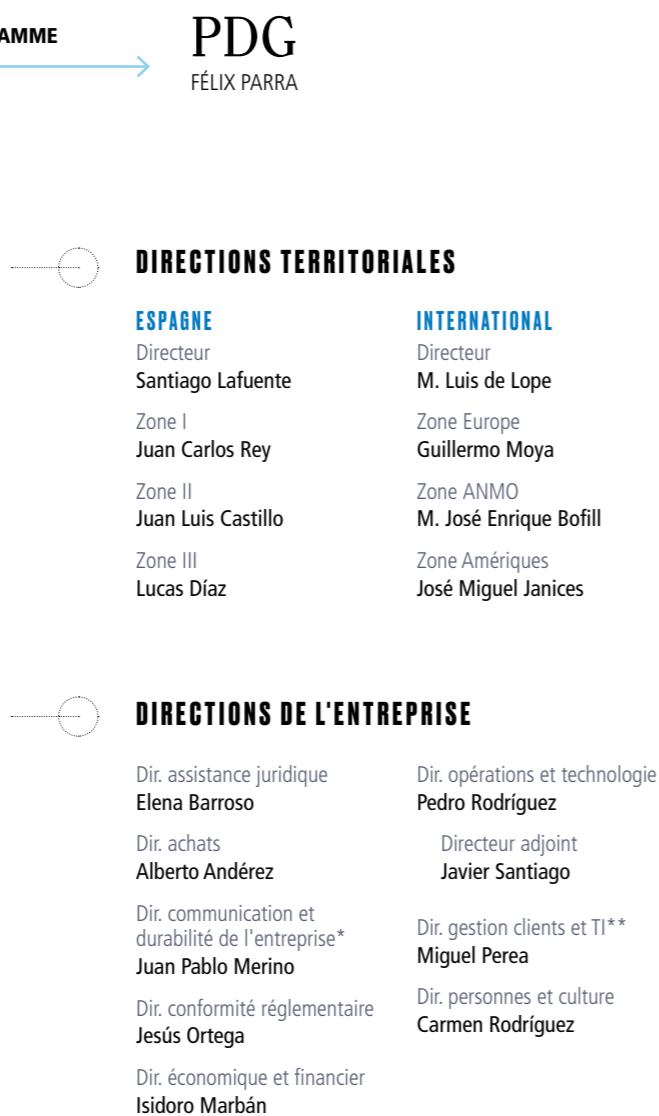 PDG
FÉLIX PARRA
DIRECTIONS TERRITORIALES
ESPAGNE
Directeur
Santiago Lafuente
Zone I
Juan Carlos Rey
Zone II
Juan Luis Castillo
Zone III
Lucas Díaz
INTERNATIONAL
Directeur
M. Luis de Lope
Zone Europe
Guillermo Moya
Zone ANMO
M. José Enrique Bofill
Zone Amériques
José Miguel Janices
DIRECTIONS DE L'ENTREPRISE
Dir. assistance juridique
Elena Barroso
Dir. achats
Alberto Andérez
Dir. communication et
durabilité de l'entreprise*
Juan Pablo Merino
Dir. conformité réglementaire
Jesús Ortega
Dir. économique et financier
Isidoro Marbán
Dir. opérations et technologie
Pedro Rodríguez
Directeur adjoint
Javier Santiago
Dir. gestion clients et TI**
Miguel Perea
Dir. personnes et culture
Carmen Rodríguez